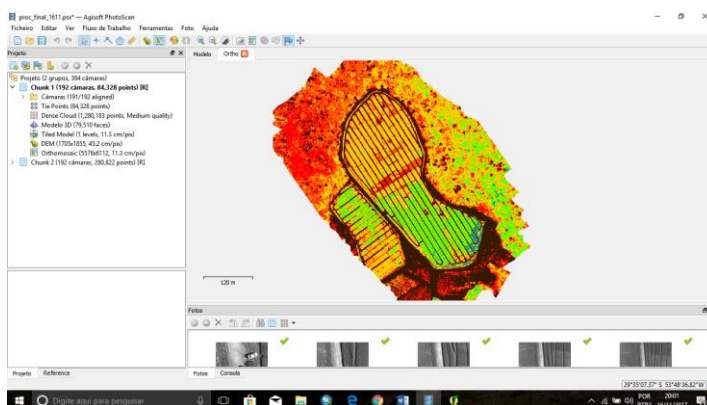 proc_final_1611.psx* — Agisoft PhotoScan
Ficheiro Editar Ver Fluxo de Trabalho Ferramentas Foto Ajuda
Projeto
Modelo Ortho
Projeto (2 grupos, 384 câmaras)
Chunk 1 (192 câmaras, 84,328 points) [R]
Câmaras (191/192 aligned)
Tie Points (84,328 points)
Dense Cloud (1,280,183 points, Medium quality)
Modelo 3D (79,510 faces)
Tiled Model (1 levels, 11.3 cm/pix)
DEM (1705x1855, 45.2 cm/pix)
Orthomosaic (5576x6112, 11.3 cm/pix)
Chunk 2 (192 câmaras, 280,822 points) [R]
120 m
Fotos
Projeto Reference
Fotos Consola
29°35'07.37" S 53°48'36.82" W
Digite aqui para pesquisar
POR 20:01
PTB2 16/11/2017